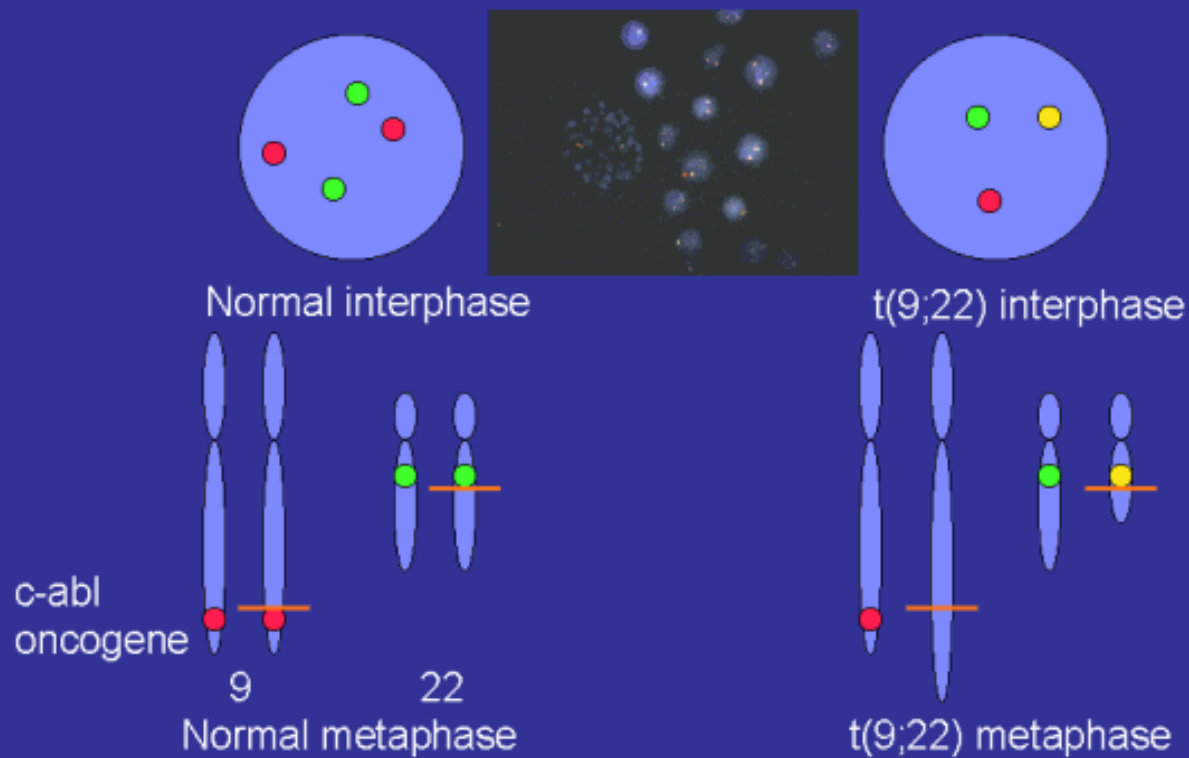 Normal interphase
t(9;22) interphase
c-abl
oncogene
9
22
Normal metaphase
t(9;22) metaphase